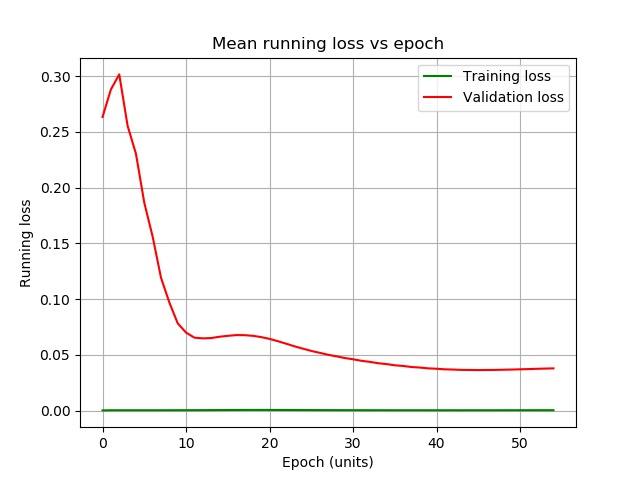 Mean running loss vs epoch
Training loss
Validation loss
0.30
0.25
0.20
0.15
0.10
0.05
0.00
Running loss
0 10 20 30 40 50
Epoch (units)